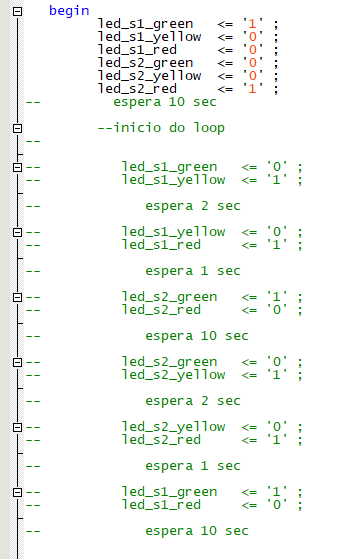 begin
led_s1_green <= '1' ;
led_s1_yellow <= '0' ;
led_s1_red <= '0' ;
led_s2_green <= '0' ;
led_s2_yellow <= '0' ;
led_s2_red <= '1' ;
-- espera 10 sec
--inicio do loop
--
-- led_s1_green <= '0' ;
-- led_s1_yellow <= '1' ;
-- espera 2 sec
-- led_s1_yellow <= '0' ;
-- led_s1_red <= '1' ;
-- espera 1 sec
-- led_s2_green <= '1' ;
-- led_s2_red <= '0' ;
-- espera 10 sec
-- led_s2_green <= '0' ;
-- led_s2_yellow <= '1' ;
-- espera 2 sec
-- led_s2_yellow <= '0' ;
-- led_s2_red <= '1' ;
-- espera 1 sec
-- led_s1_green <= '1' ;
-- led_s1_red <= '0' ;
-- espera 10 sec